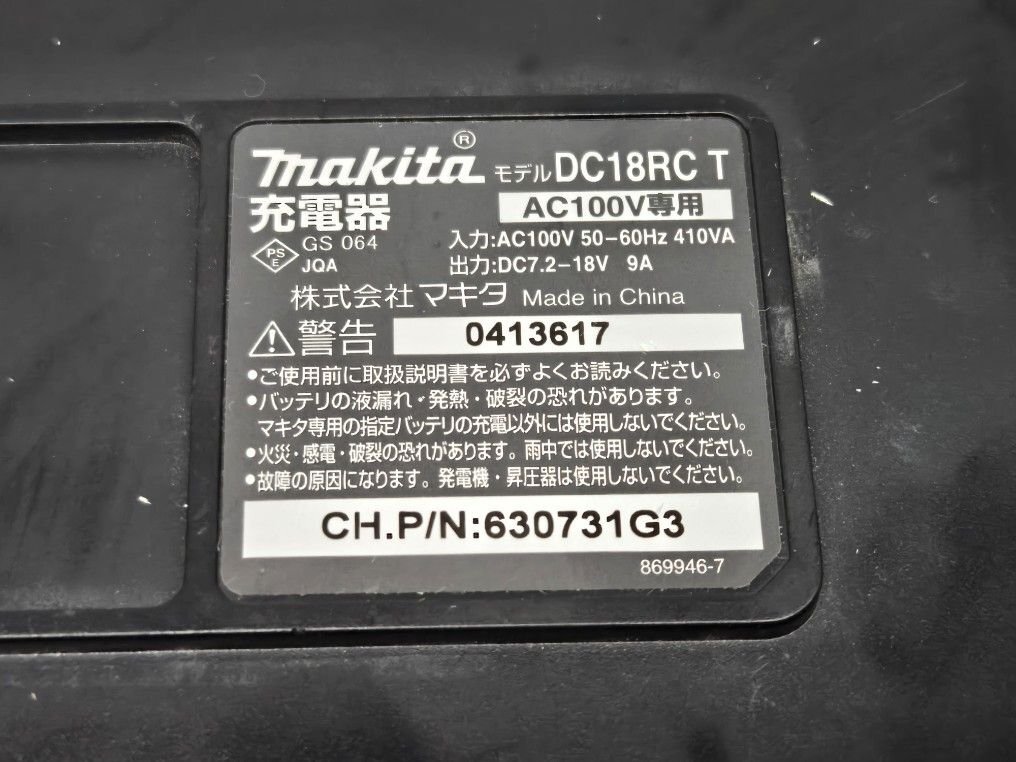 makita®
モデル DC18RC T
充電器
AC100V専用
PSE
GS 064
JQA
入力:AC100V 50-60Hz 410VA
出力:DC7.2-18V 9A
株式会社マキタ Made in China
警告 0413617
•ご使用前に取扱説明書を必ずよくお読みください。
•バッテリの液漏れ・発熱・破裂の恐れがあります。
マキタ専用の指定バッテリの充電以外には使用しないでください。
•火災・感電・破裂の恐れがあります。雨中では使用しないでください。
•故障の原因になります。発電機・昇圧器は使用しないでください。
CH.P/N:630731G3
869946-7